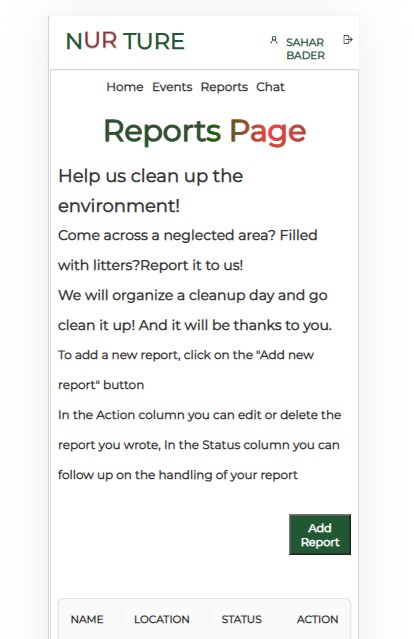 NUR TURE
SAHAR
BADER
Home Events Reports Chat
Reports Page
Help us clean up the
environment!
Come across a neglected area? Filled
with litters?Report it to us!
We will organize a cleanup day and go
clean it up! And it will be thanks to you.
To add a new report, click on the "Add new
report" button
In the Action column you can edit or delete the
report you wrote, In the Status column you can
follow up on the handling of your report
Add
Report
NAME LOCATION STATUS ACTION